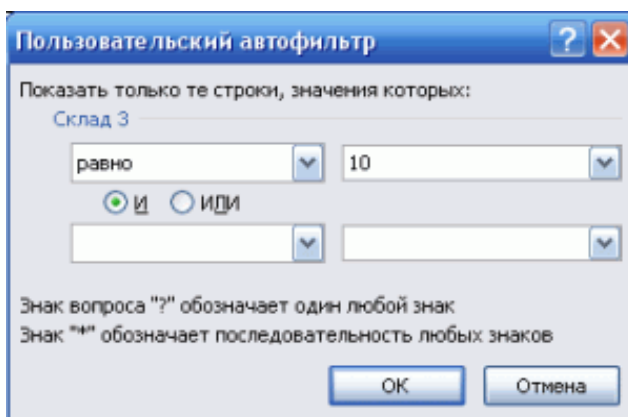 Пользовательский автофильтр
Показать только те строки, значения которых:
Склад 3
равно 10
И ИЛИ
Знак вопроса "?" обозначает один любой знак
Знак "*" обозначает последовательность любых знаков
ОК Отмена